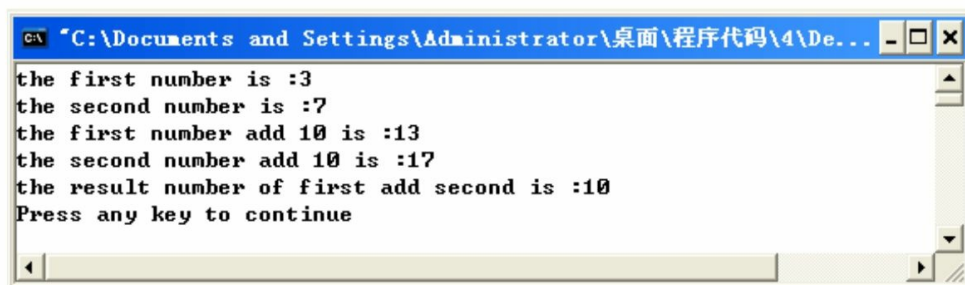 "C:\Documents and Settings\Administrator\桌面\程序代码\4\De...
the first number is :3
the second number is :7
the first number add 10 is :13
the second number add 10 is :17
the result number of first add second is :10
Press any key to continue